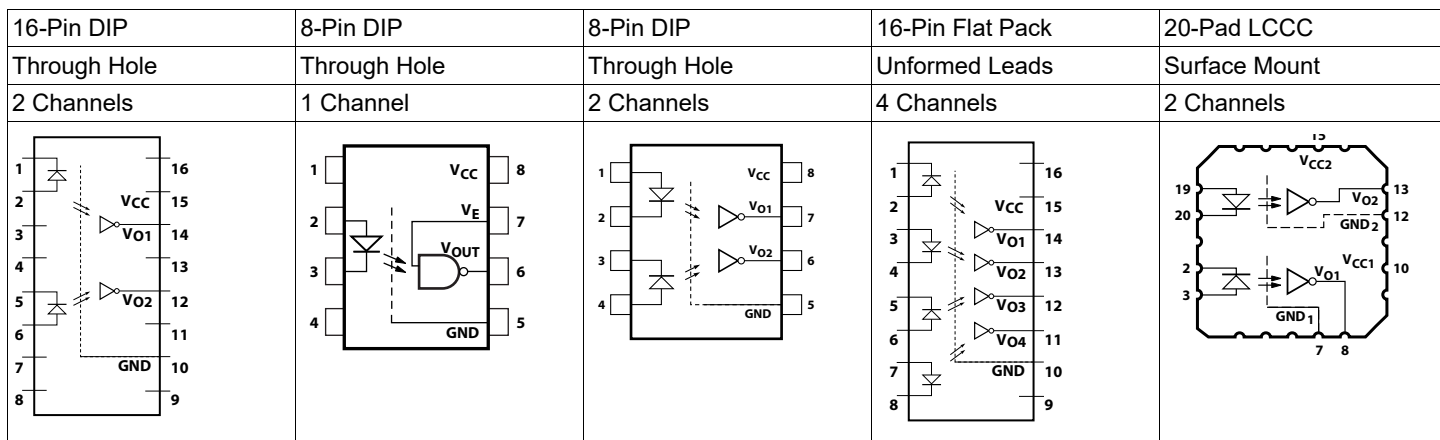 16-Pin DIP 8-Pin DIP 8-Pin DIP 16-Pin Flat Pack 20-Pad LCCC
Through Hole Through Hole Through Hole Unformed Leads Surface Mount
2 Channels 1 Channel 2 Channels 4 Channels 2 Channels
1 16
2 VCC 15
3 VO1 14
4 13
5 VO2 12
6 11
7 GND 10
8 9
1 VCC 8
2 VE 7
3 VOUT 6
4 GND 5
1 VCC 8
2 VO1 7
3 VO2 6
4 GND 5
1 16
2 VCC 15
3 VO1 14
4 VO2 13
5 VO3 12
6 VO4 11
7 GND 10
8 9
15
VCC2
19 VO2 13
20 GND2 12
2 VO1 VCC1 10
3 GND1
7 8